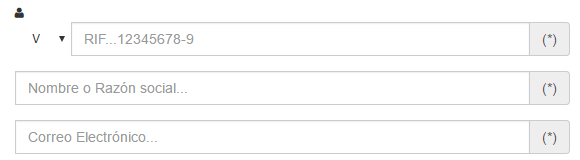 V RIF...12345678-9 (*)
Nombre o Razón social... (*)
Correo Electrónico... (*)